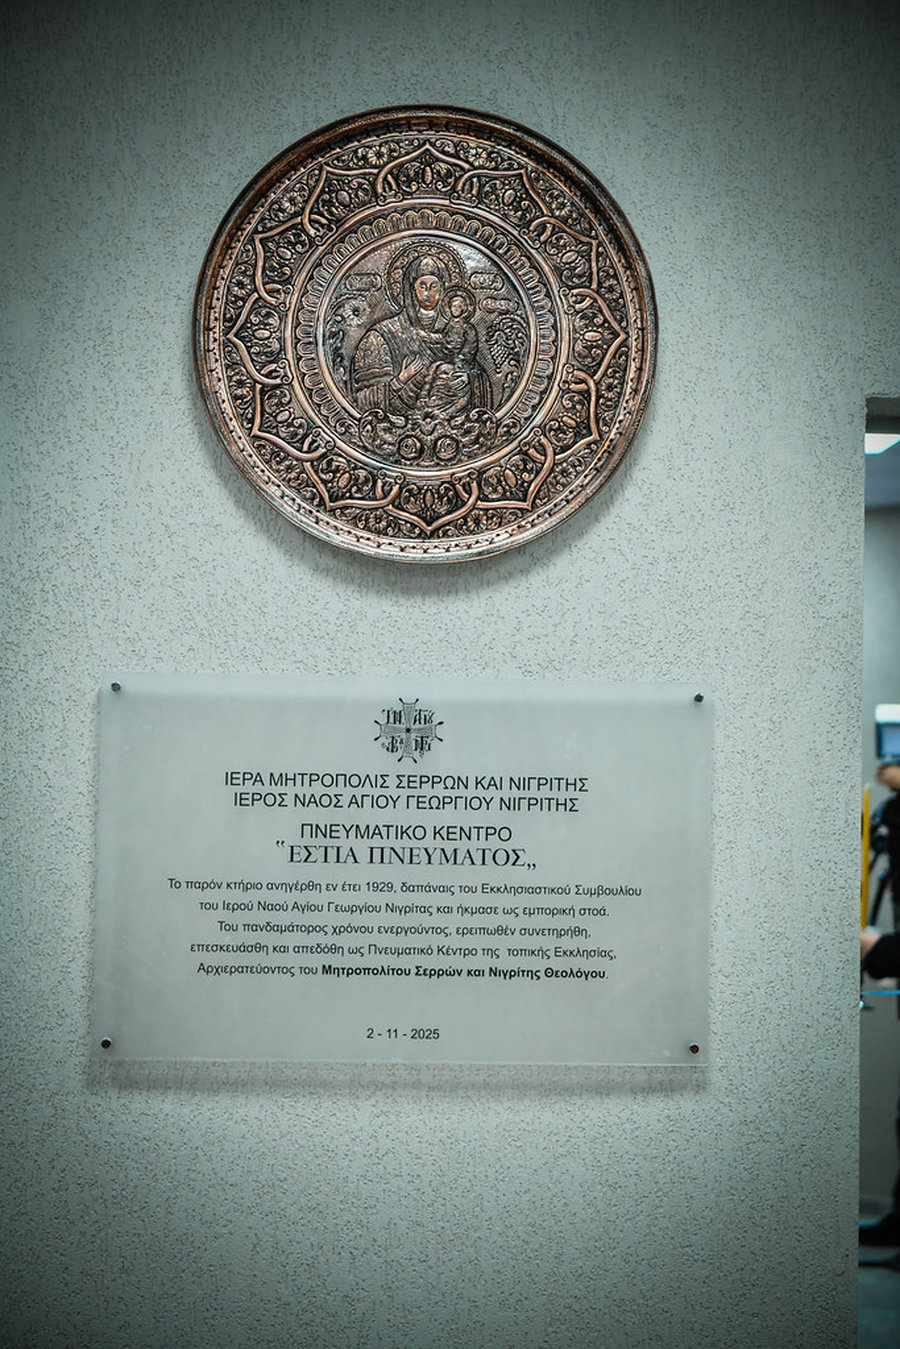 ΙΕΡΑ ΜΗΤΡΟΠΟΛΙΣ ΣΕΡΡΩΝ ΚΑΙ ΝΙΓΡΙΤΗΣ
ΙΕΡΟΣ ΝΑΟΣ ΑΓΙΟΥ ΓΕΩΡΓΙΟΥ ΝΙΓΡΙΤΗΣ
ΠΝΕΥΜΑΤΙΚΟ ΚΕΝΤΡΟ
‟ΕΣΤΙΑ ΠΝΕΥΜΑΤΟΣ„
Το παρόν κτήριο ανηγέρθη εν έτει 1929, δαπάναις του Εκκλησιαστικού Συμβουλίου
του Ιερού Ναού Αγίου Γεωργίου Νιγρίτας και ήκμασε ως εμπορική στοά.
Του πανδαμάτορος χρόνου ενεργούντος, ερειπωθέν συνετηρήθη,
επεσκευάσθη και απεδόθη ως Πνευματικό Κέντρο της τοπικής Εκκλησίας,
Αρχιερατεύοντος του Μητροπολίτου Σερρών και Νιγρίτης Θεολόγου.
2 - 11 - 2025